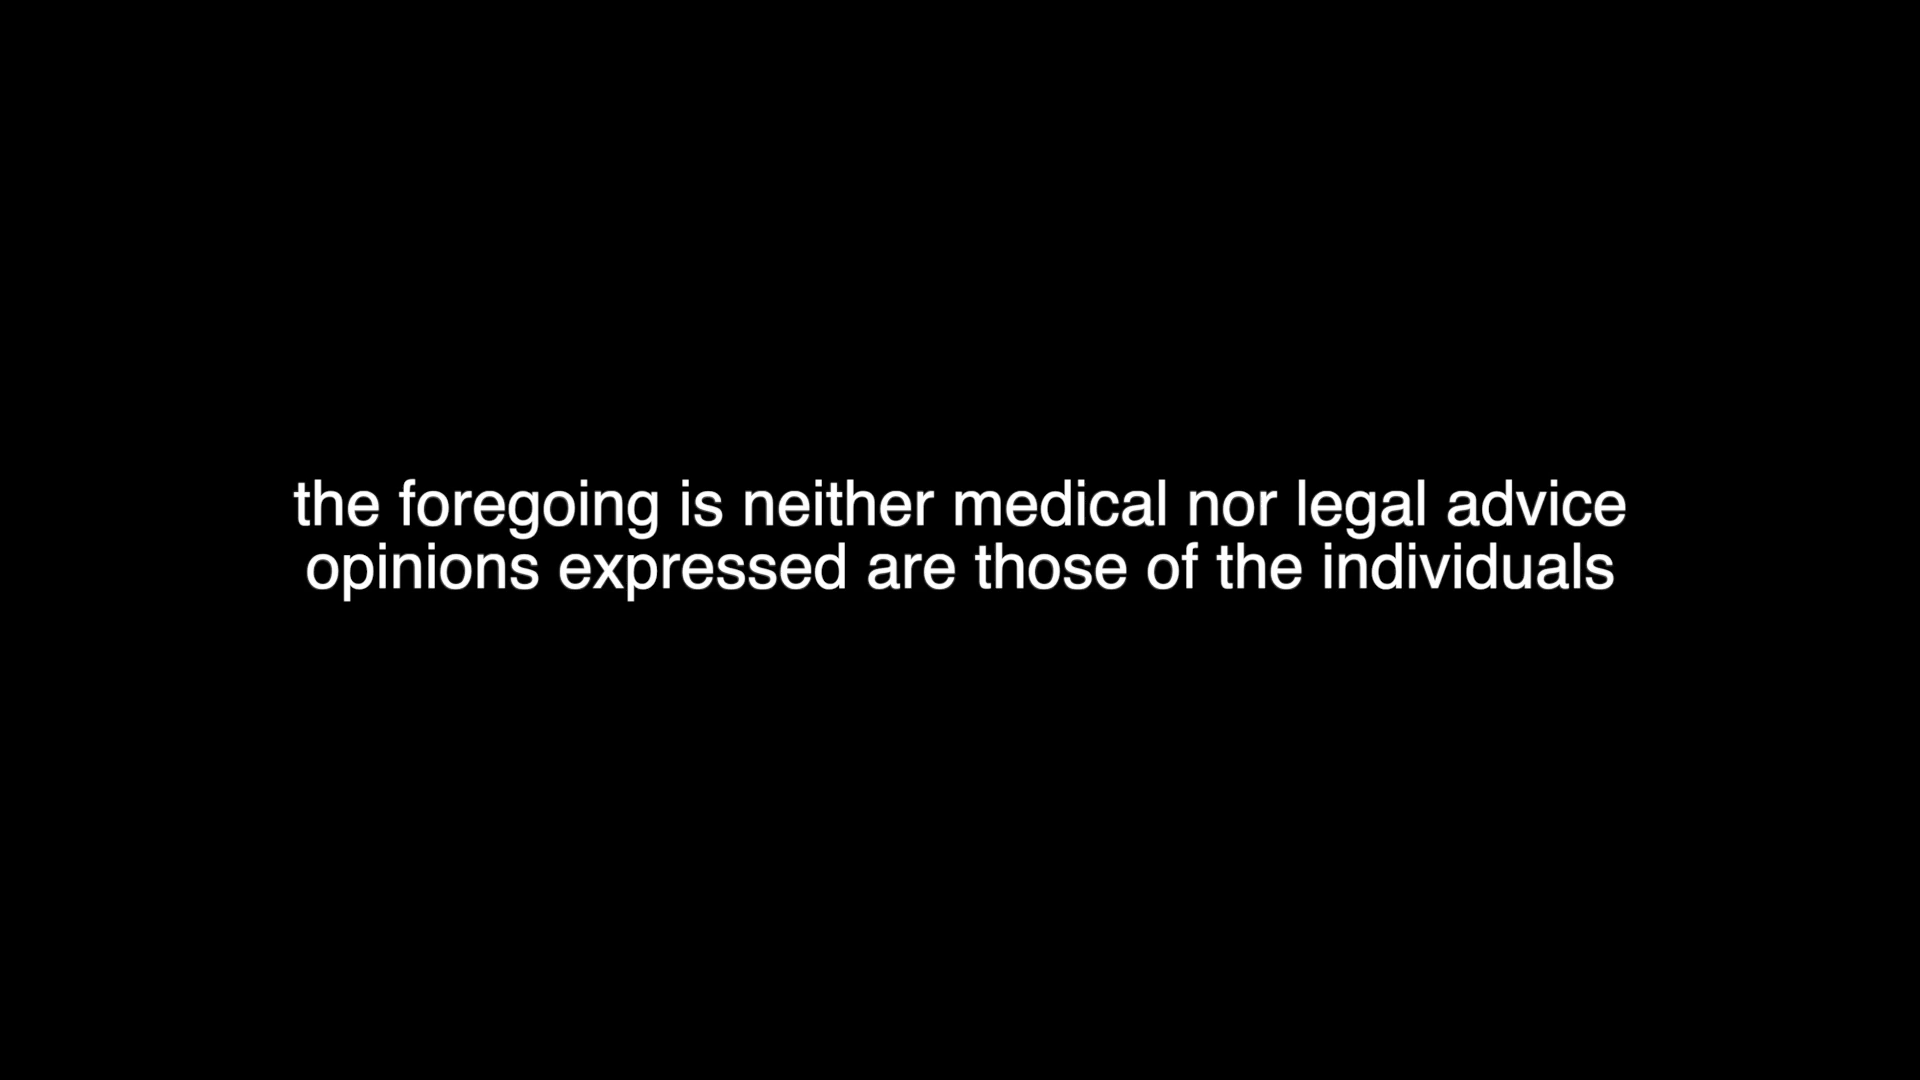 the foregoing is neither medical nor legal advice
opinions expressed are those of the individuals